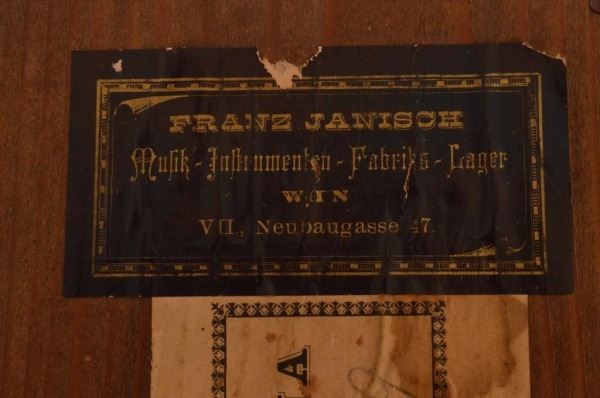 FRANZ JANISCH
Musik-Instrumenten-Fabriks-Lager
WIEN
VII., Neubaugasse 47.